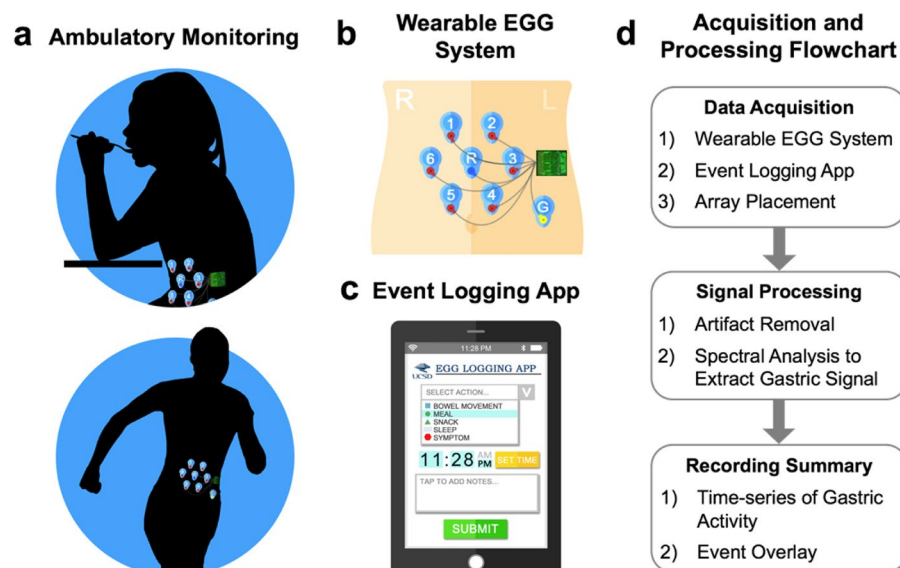 a Ambulatory Monitoring
b Wearable EGG
System
R L
1 2
6 R 3
5 4
G
c Event Logging App
11:28 PM
UCSD EGG LOGGING APP
SELECT ACTION... V
BOWEL MOVEMENT
MEAL
SNACK
SLEEP
SYMPTOM
11:28 AM
PM
SET TIME
TAP TO ADD NOTES...
SUBMIT
d Acquisition and
Processing Flowchart
Data Acquisition
1) Wearable EGG System
2) Event Logging App
3) Array Placement
Signal Processing
1) Artifact Removal
2) Spectral Analysis to
Extract Gastric Signal
Recording Summary
1) Time-series of Gastric
Activity
2) Event Overlay